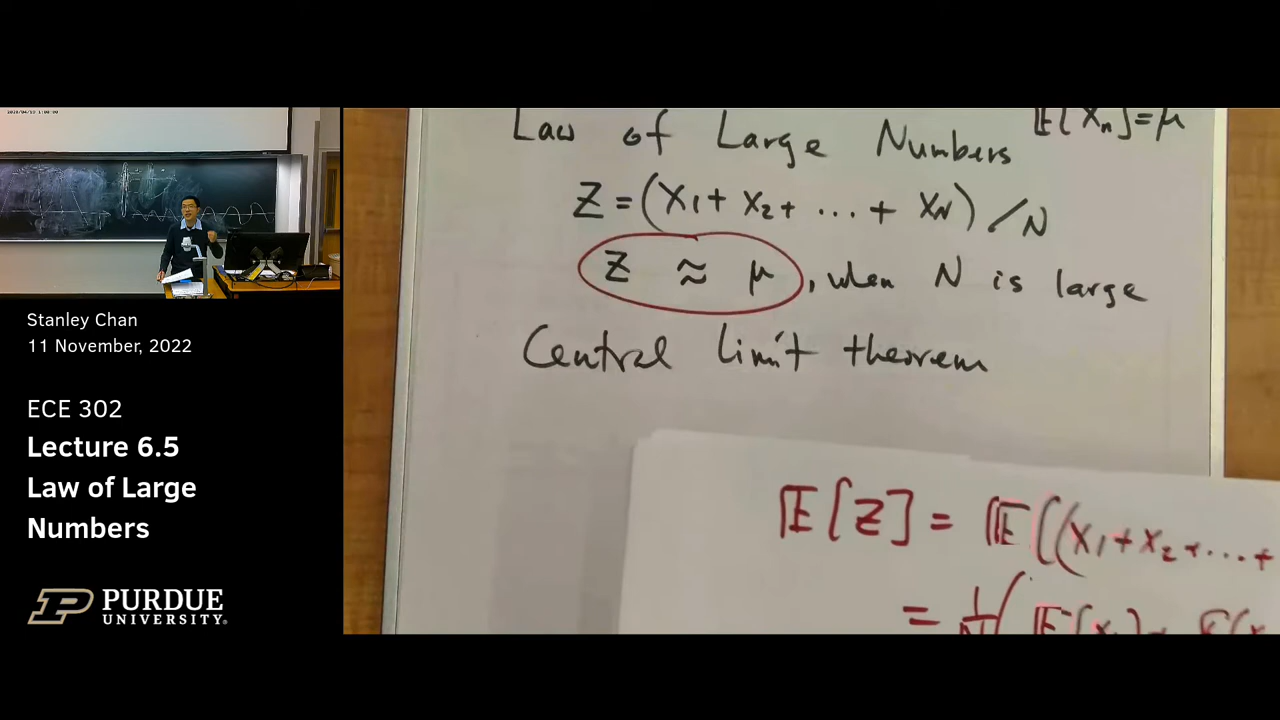 Stanley Chan
11 November, 2022
ECE 302
Lecture 6.5
Law of Large
Numbers
PURDUE
UNIVERSITY
Law of Large Numbers
𝔼[Xn]=μ
Z = (X1 + X2 + ... + XN) / N
Z ≈ μ, when N is large
Central limit theorem
𝔼[Z] = 𝔼[(X1+X2+...+